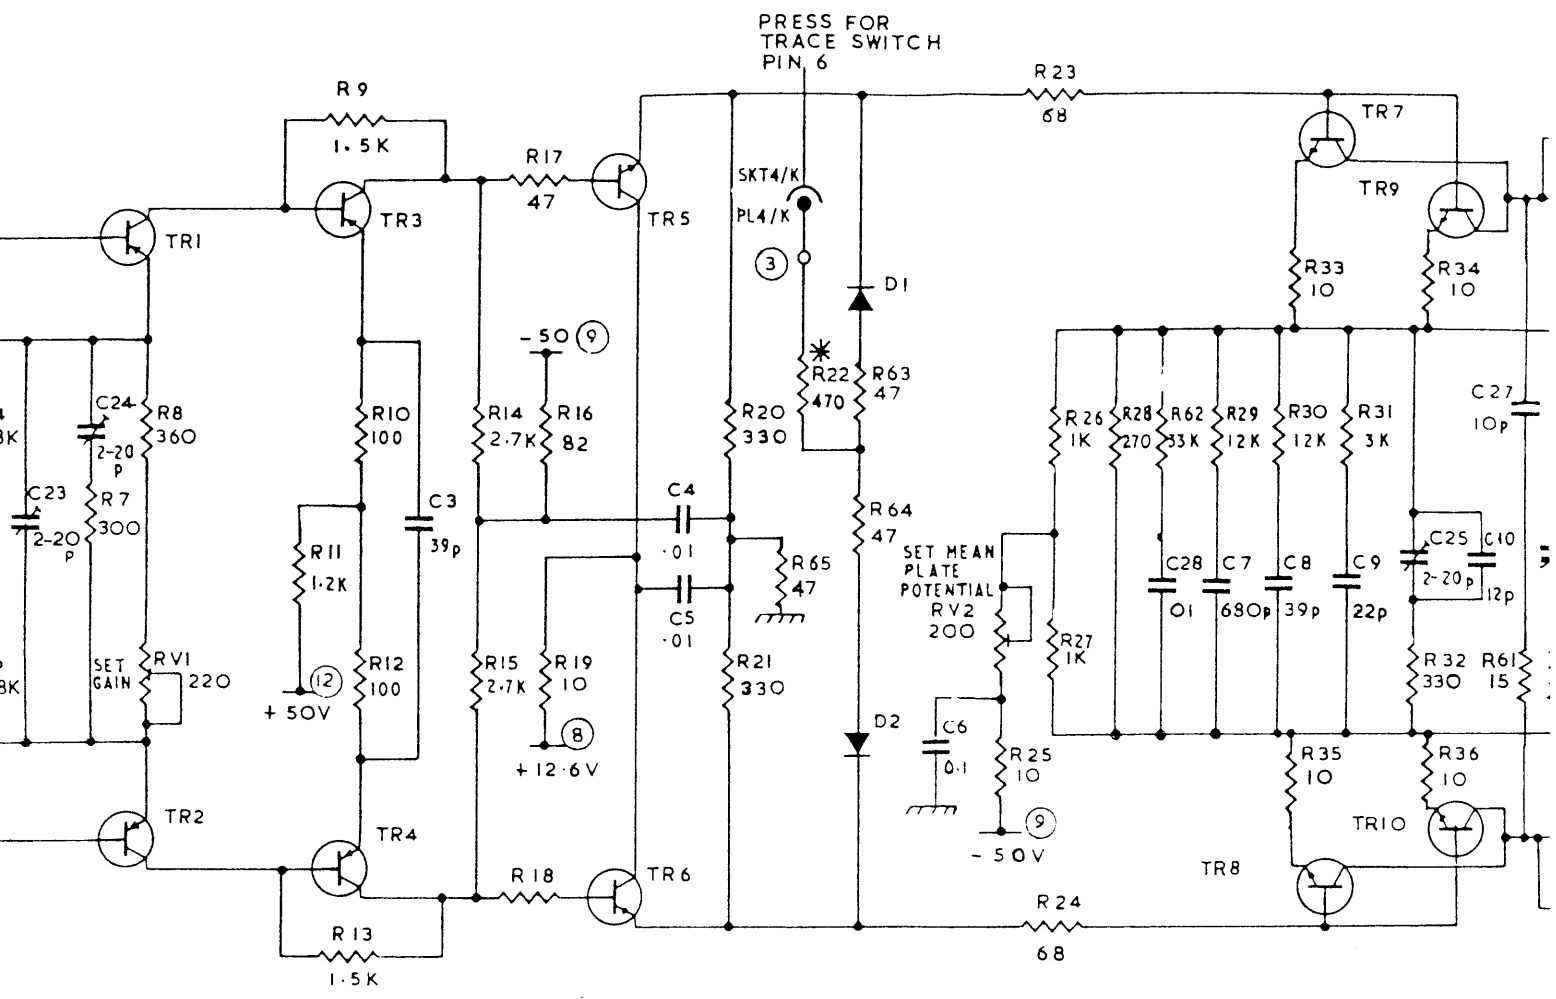 PRESS FOR
TRACE SWITCH
PIN 6
R 23
68
R 9
1.5K
TR7
R17
47
SKT4/K
PL4/K
TR9
TR1
TR3
TR5
3
R33
10
R34
10
D1
-50 9
C24
2-20
p
R8
360
R10
100
R14
2.7K
R16
82
R20
330
R22
470
R63
47
R26
1K
R28
270
R62
33K
R29
12K
R30
12K
R31
3K
C27
10p
C23
2-20
p
R7
300
C3
39p
C4
.01
R64
47
R11
1.2K
C5
.01
R65
47
SET MEAN
PLATE
POTENTIAL
RV2
200
C28
01
C7
680p
C8
39p
C9
22p
C25
2-20p
C10
12p
8K
SET
GAIN
RV1
220
12
+ 50V
R12
100
R15
2.7K
R19
10
8
+12.6V
R21
330
R27
1K
R32
330
R61
15
D2
C6
0.1
R25
10
9
- 50V
R35
10
R36
10
TR2
TR4
TR6
TR10
TR8
R18
R13
1.5K
R24
68